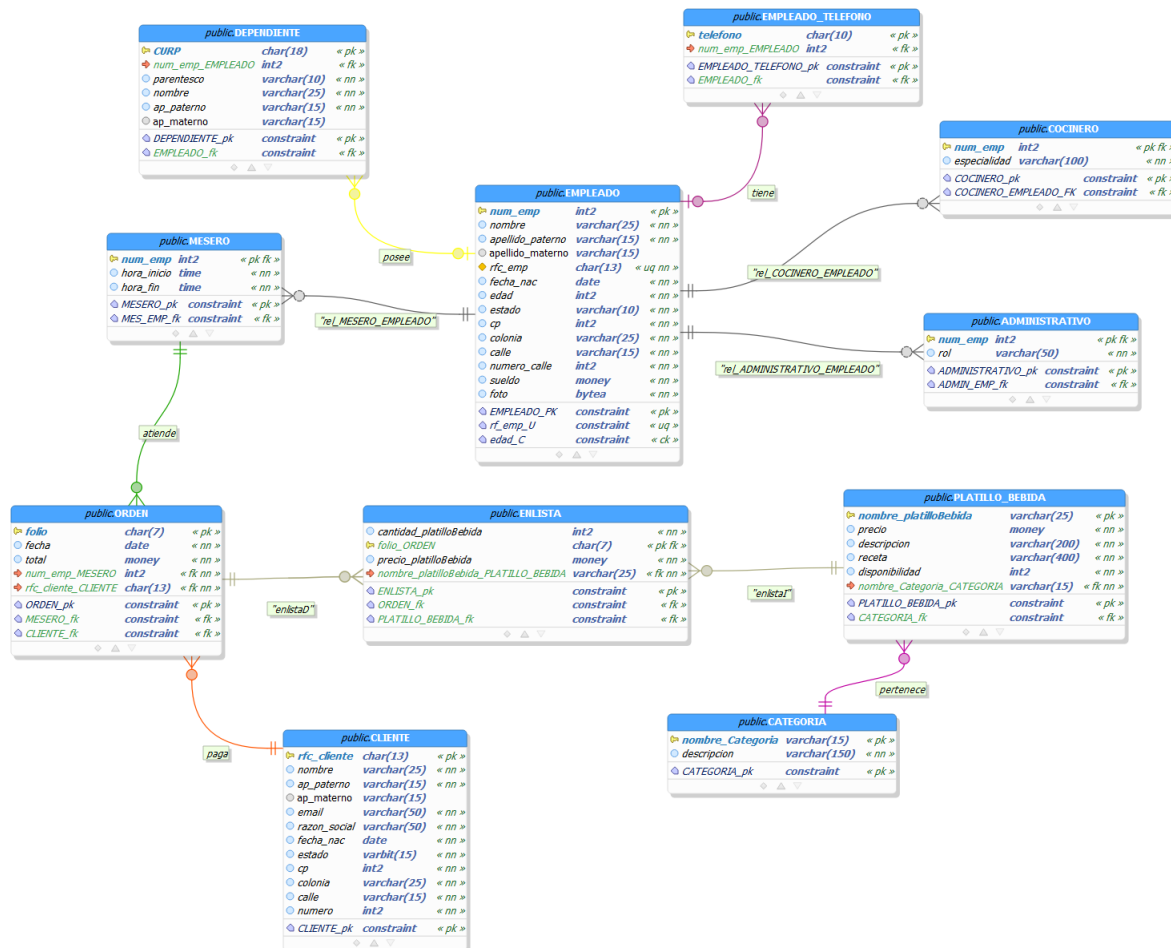 public.DEPENDIENTE
CURP char(18) « pk »
num_emp_EMPLEADO int2 « fk »
parentesco varchar(10) « nn »
nombre varchar(25) « nn »
ap_paterno varchar(15) « nn »
ap_materno varchar(15)
DEPENDIENTE_pk constraint « pk »
EMPLEADO_fk constraint « fk »
public.EMPLEADO_TELEFONO
telefono char(10) « pk »
num_emp_EMPLEADO int2 « fk »
EMPLEADO_TELEFONO_pk constraint « pk »
EMPLEADO_fk constraint « fk »
public.COCINERO
num_emp int2 « pk fk »
especialidad varchar(100) « nn »
COCINERO_pk constraint « pk »
COCINERO_EMPLEADO_FK constraint « fk »
tiene
public.EMPLEADO
num_emp int2 « pk »
nombre varchar(25) « nn »
apellido_paterno varchar(15) « nn »
apellido_materno varchar(15)
rfc_emp char(13) « uq nn »
fecha_nac date « nn »
edad int2 « nn »
estado varchar(10) « nn »
cp int2 « nn »
colonia varchar(25) « nn »
calle varchar(15) « nn »
numero_calle int2 « nn »
sueldo money « nn »
foto bytea « nn »
EMPLEADO_PK constraint « pk »
rf_emp_U constraint « uq »
edad_C constraint « ck »
posee
public.MESERO
num_emp int2 « pk fk »
hora_inicio time « nn »
hora_fin time « nn »
MESERO_pk constraint « pk »
MES_EMP_fk constraint « fk »
"rel_MESERO_EMPLEADO"
"rel_COCINERO_EMPLEADO"
public.ADMINISTRATIVO
num_emp int2 « pk fk »
rol varchar(50) « nn »
ADMINISTRATIVO_pk constraint « pk »
ADMIN_EMP_fk constraint « fk »
"rel_ADMINISTRATIVO_EMPLEADO"
atiende
public.ORDEN
folio char(7) « pk »
fecha date « nn »
total money « nn »
num_emp_MESERO int2 « fk nn »
rfc_cliente_CLIENTE char(13) « fk nn »
ORDEN_pk constraint « pk »
MESERO_fk constraint « fk »
CLIENTE_fk constraint « fk »
"enlistaD"
public.ENLISTA
cantidad_platilloBebida int2 « nn »
folio_ORDEN char(7) « pk fk »
precio_platilloBebida money « nn »
nombre_platilloBebida_PLATILLO_BEBIDA varchar(25) « fk nn »
ENLISTA_pk constraint « pk »
ORDEN_fk constraint « fk »
PLATILLO_BEBIDA_fk constraint « fk »
"enlistaI"
public.PLATILLO_BEBIDA
nombre_platilloBebida varchar(25) « pk »
precio money « nn »
descripcion varchar(200) « nn »
receta varchar(400) « nn »
disponibilidad int2 « nn »
nombre_Categoria_CATEGORIA varchar(15) « fk nn »
PLATILLO_BEBIDA_pk constraint « pk »
CATEGORIA_fk constraint « fk »
pertenece
public.CATEGORIA
nombre_Categoria varchar(15) « pk »
descripcion varchar(150) « nn »
CATEGORIA_pk constraint « pk »
paga
public.CLIENTE
rfc_cliente char(13) « pk »
nombre varchar(25) « nn »
ap_paterno varchar(15) « nn »
ap_materno varchar(15)
email varchar(50) « nn »
razon_social varchar(50) « nn »
fecha_nac date « nn »
estado varbit(15) « nn »
cp int2 « nn »
colonia varchar(25) « nn »
calle varchar(15) « nn »
numero int2 « nn »
CLIENTE_pk constraint « pk »